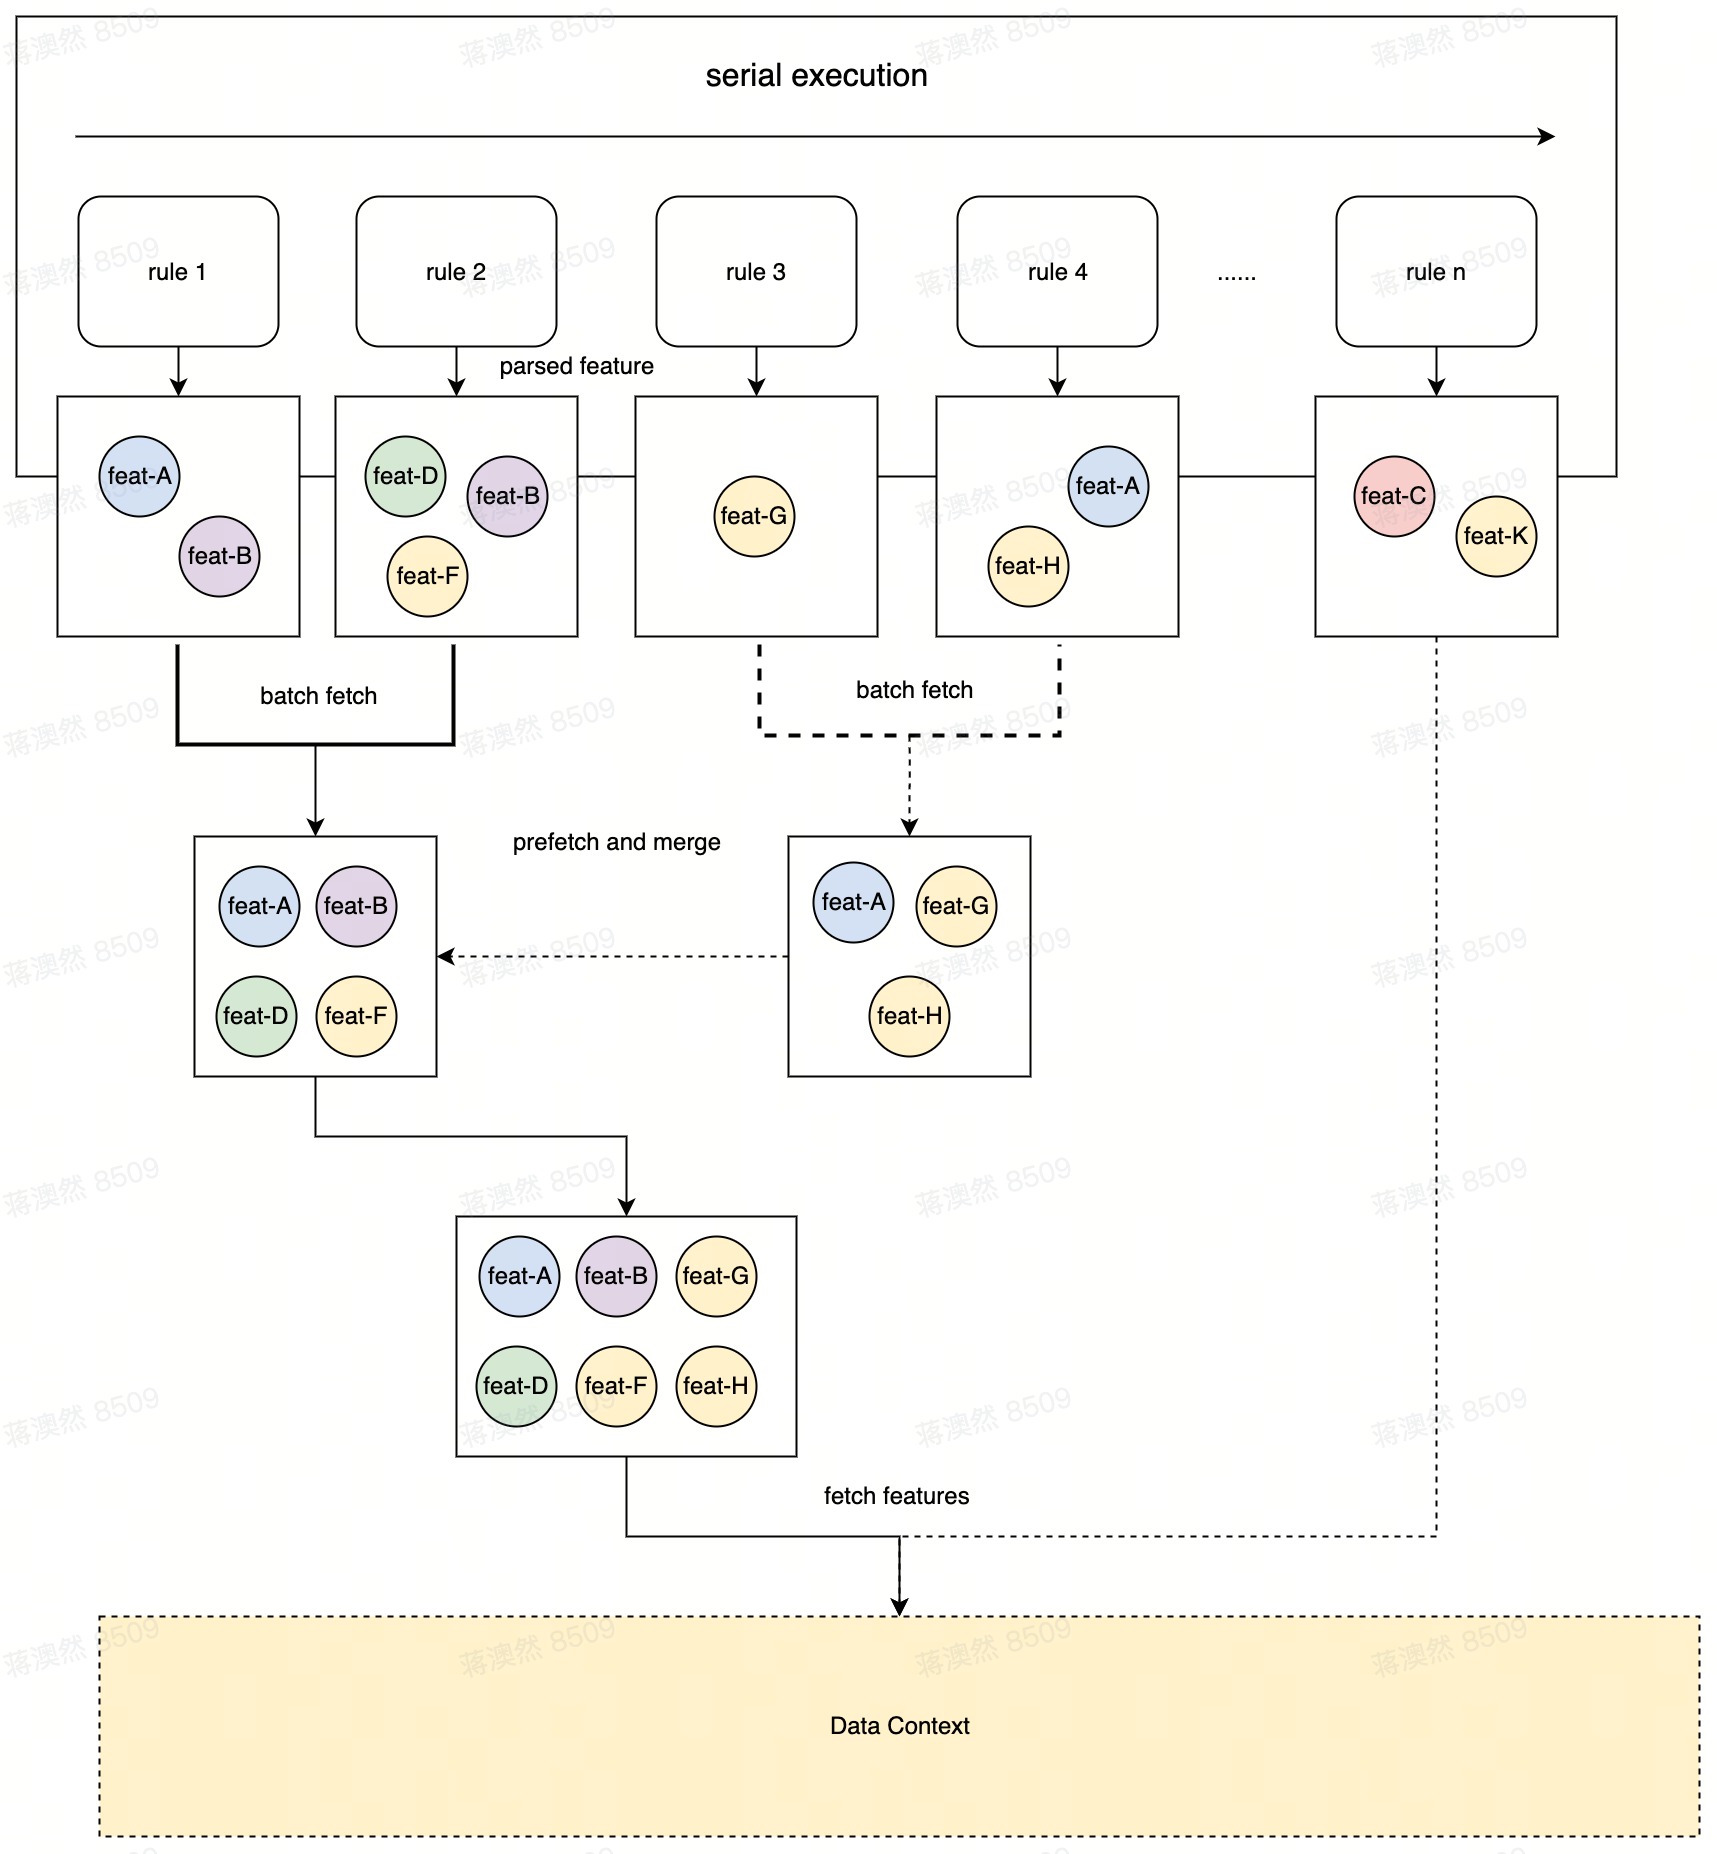 serial execution
rule 1
rule 2
rule 3
rule 4
......
rule n
parsed feature
feat-A
feat-B
feat-D
feat-B
feat-F
feat-G
feat-A
feat-H
feat-C
feat-K
batch fetch
batch fetch
prefetch and merge
feat-A
feat-B
feat-D
feat-F
feat-A
feat-G
feat-H
feat-A
feat-B
feat-G
feat-D
feat-F
feat-H
fetch features
Data Context
蒋澳然 8509